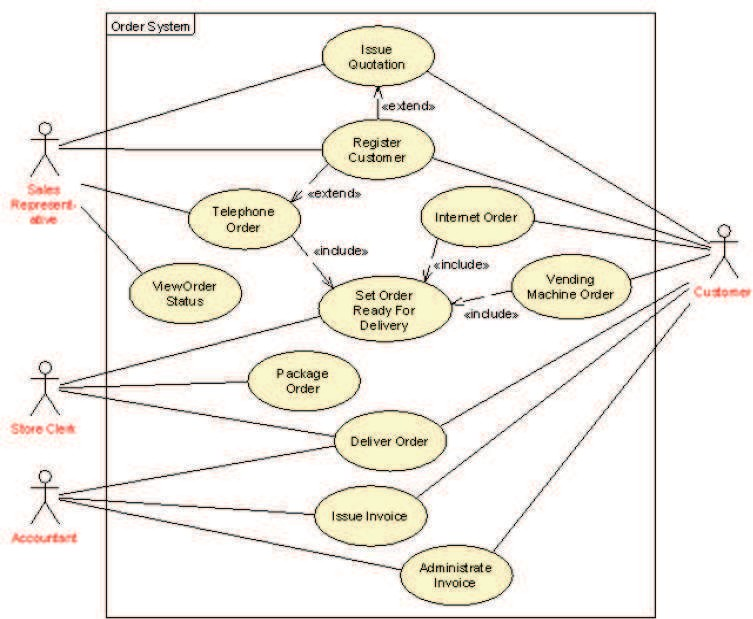 Order System
Issue
Quotation
«extend»
Register
Customer
Sales
Represent-
ative
«extend»
Telephone
Order
Internet Order
«include»
«include»
ViewOrder
Status
Vending
Machine Order
Set Order
Ready For
Delivery
«include»
Customer
Package
Order
Store Clerk
Deliver Order
Issue Invoice
Accountant
Administrate
Invoice